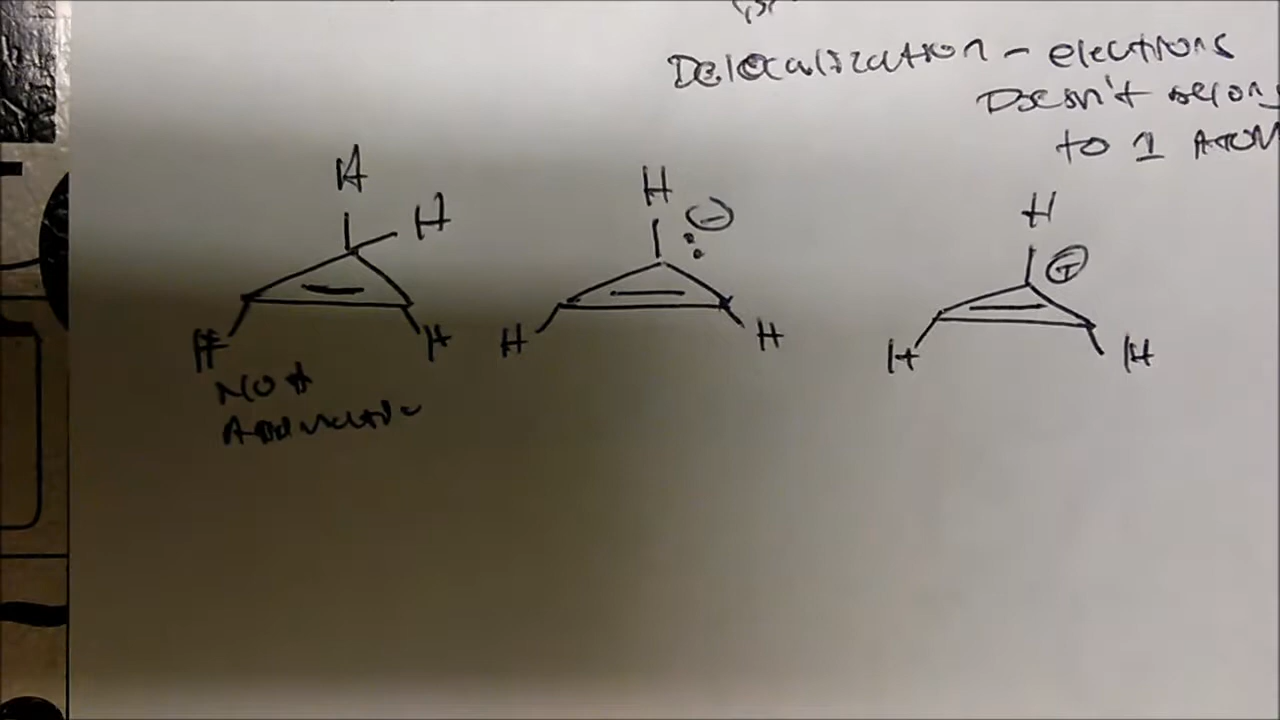 Delocalization - electrons
Doesn't belong
to 1 Atom
H
H
H
H
H
⊖
H
H
H
⊕
H
H
Not
Aromatic